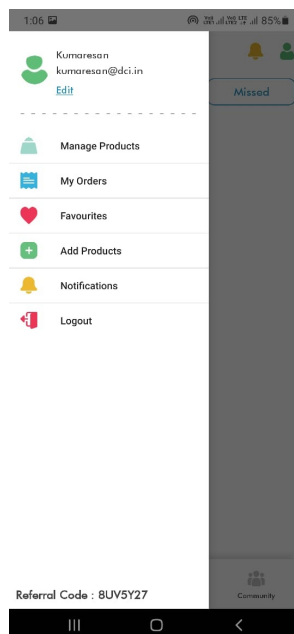 1:06 85%
Kumaresan
kumaresan@dci.in
Edit
Missed
Manage Products
My Orders
Favourites
Add Products
Notifications
Logout
Referral Code : 8UV5Y27
Community